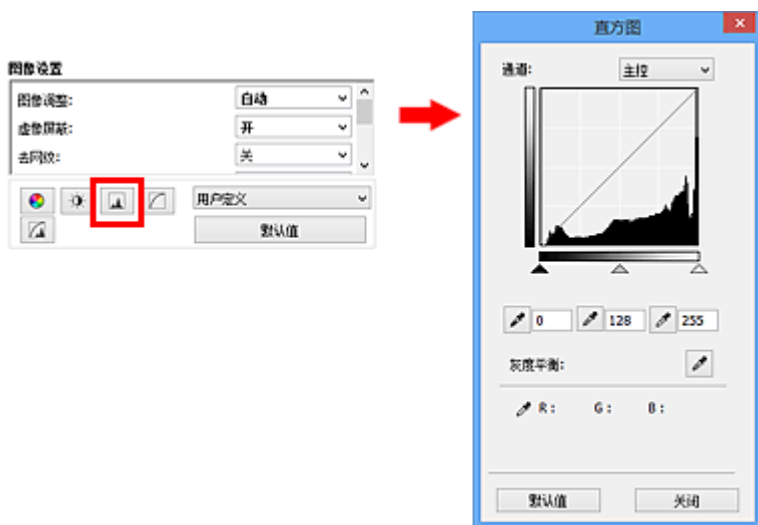 图像设置
图像调整: 自动
虚像屏蔽: 开
去网纹: 关
用户定义
默认值
直方图
通道: 主控
0 128 255
灰度平衡:
R: G: B:
默认值 关闭